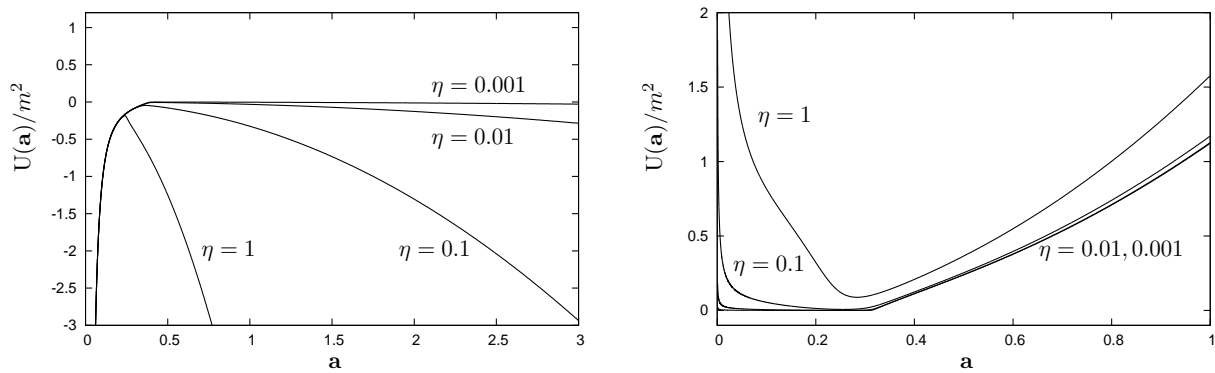 1
0.5
0
-0.5
-1
-1.5
-2
-2.5
-3
0 0.5 1 1.5 2 2.5 3
U(a)/m²
a
η = 0.001
η = 0.01
η = 1
η = 0.1
2
1.5
1
0.5
0
0 0.2 0.4 0.6 0.8 1
U(a)/m²
a
η = 1
η = 0.1
η = 0.01, 0.001